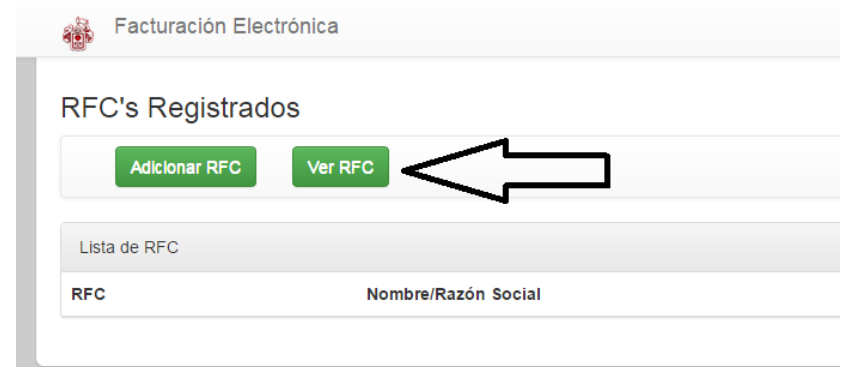 Facturación Electrónica
RFC's Registrados
Adicionar RFC Ver RFC
Lista de RFC
RFC Nombre/Razón Social